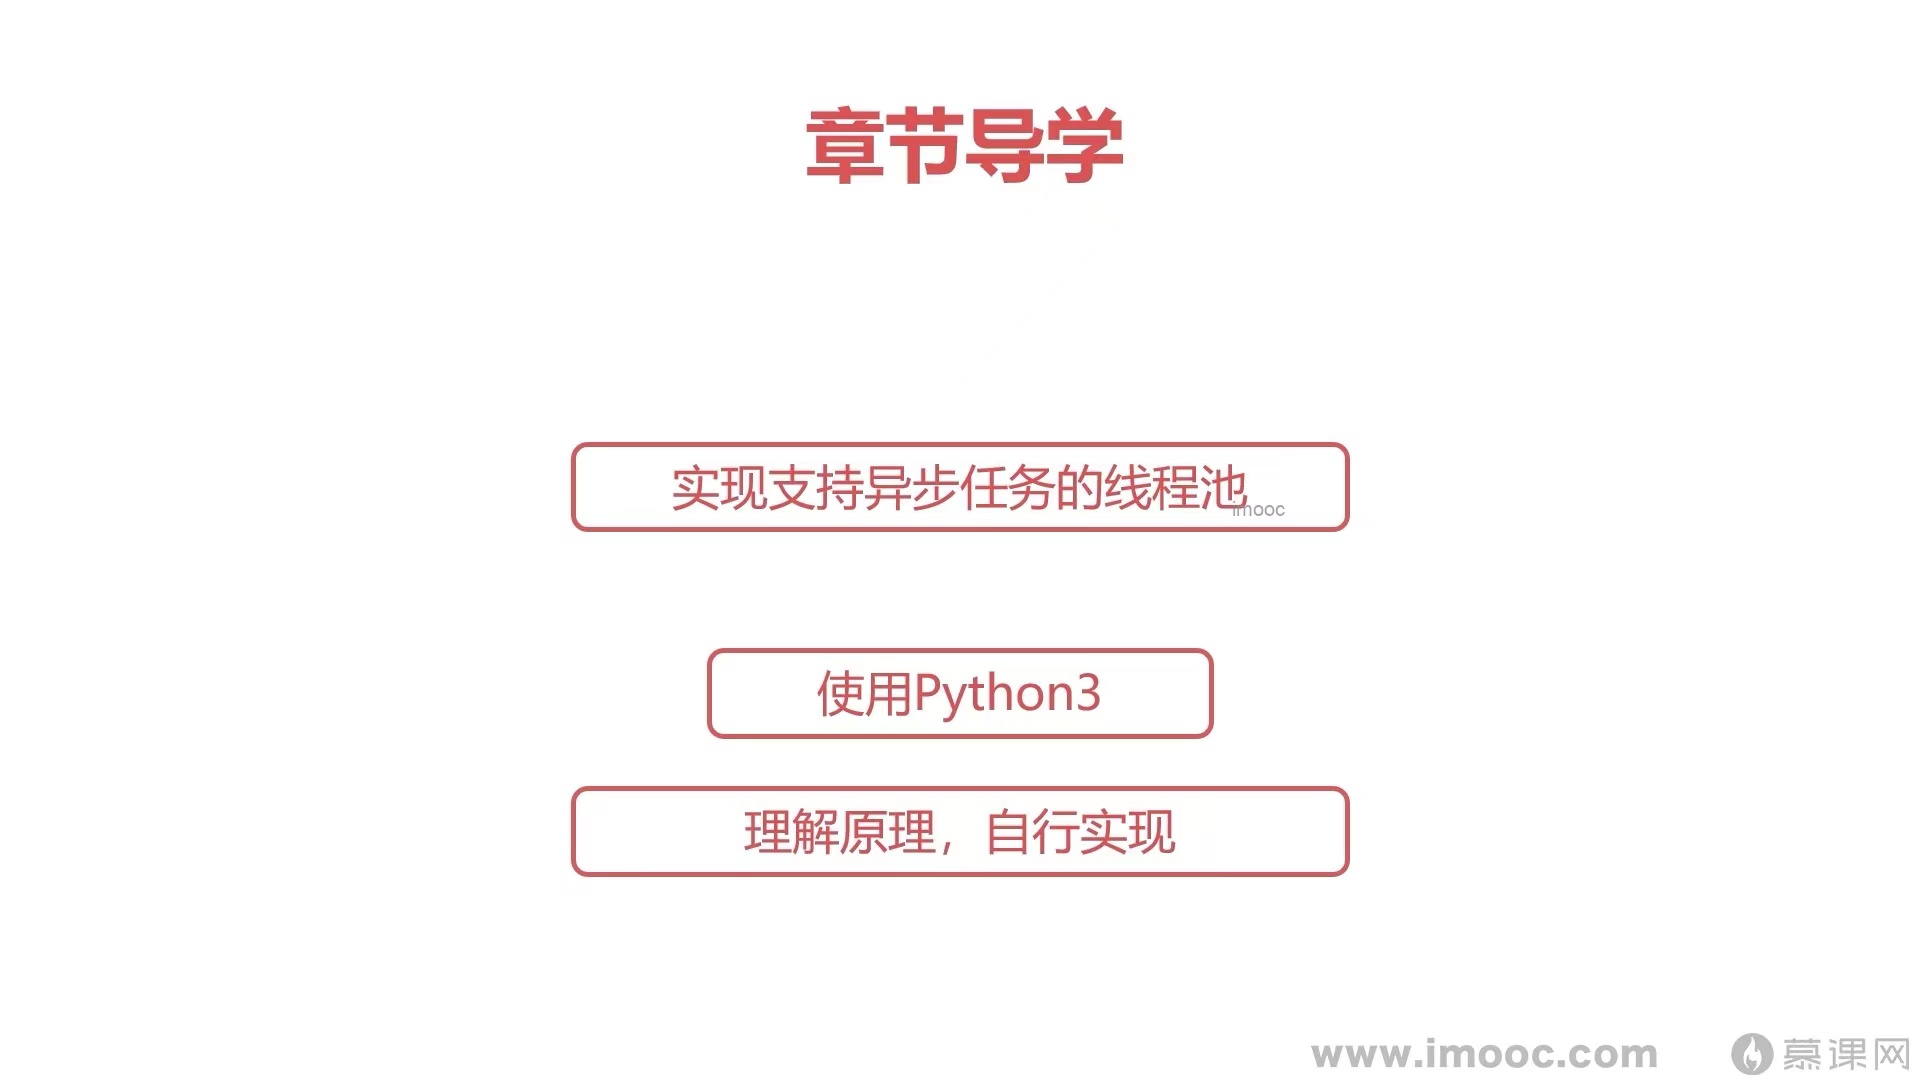 章节导学
实现支持异步任务的线程池
imooc
使用Python3
理解原理，自行实现
www.imooc.com 慕课网